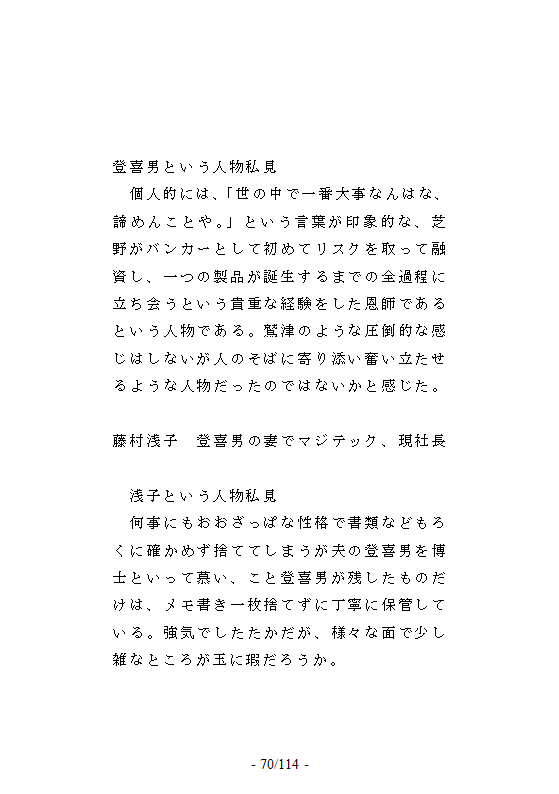 登喜男という人物私見
個人的には、「世の中で一番大事なんはな、
諦めんことや。」という言葉が印象的な、芝
野がバンカーとして初めてリスクを取って融
資し、一つの製品が誕生するまでの全過程に
立ち会うという貴重な経験をした恩師である
という人物である。鷲津のような圧倒的な感
じはしないが人のそばに寄り添い奮い立たせ
るような人物だったのではないかと感じた。
藤村浅子　登喜男の妻でマジテック、現社長
浅子という人物私見
何事にもおおざっぱな性格で書類などもろ
くに確かめず捨ててしまうが夫の登喜男を博
士といって慕い、こと登喜男が残したものだ
けは、メモ書き一枚捨てずに丁寧に保管して
いる。強気でしたたかだが、様々な面で少し
雑なところが玉に瑕だろうか。
- 70/114 -